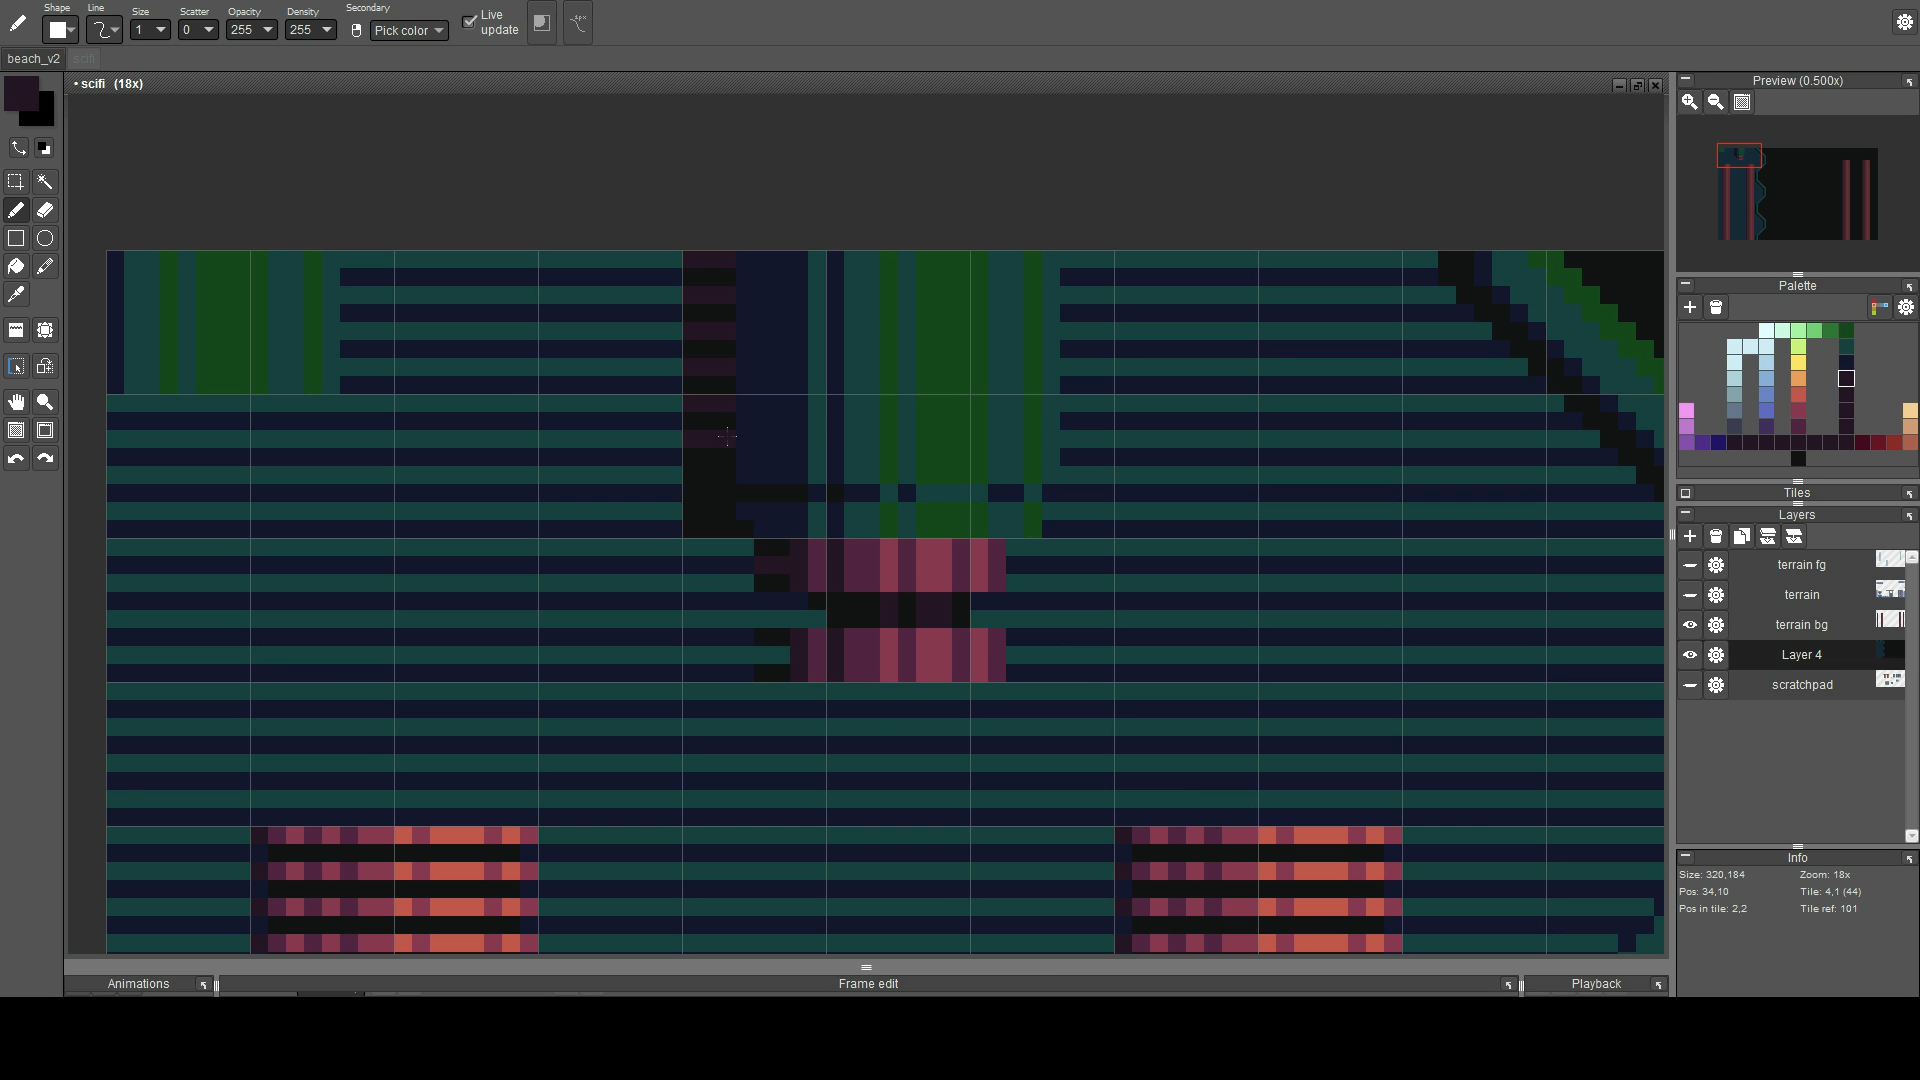 Shape Line Size Scatter Opacity Density Secondary
1 0 255 255 Pick color Live update
beach_v2 scifi
• scifi (18x)
Preview (0.500x)
Palette
Tiles
Layers
terrain fg
terrain
terrain bg
Layer 4
scratchpad
Info
Size: 320,184 Zoom: 18x
Pos: 34,10 Tile: 4,1 (44)
Pos in tile: 2,2 Tile ref: 101
Animations Frame edit Playback